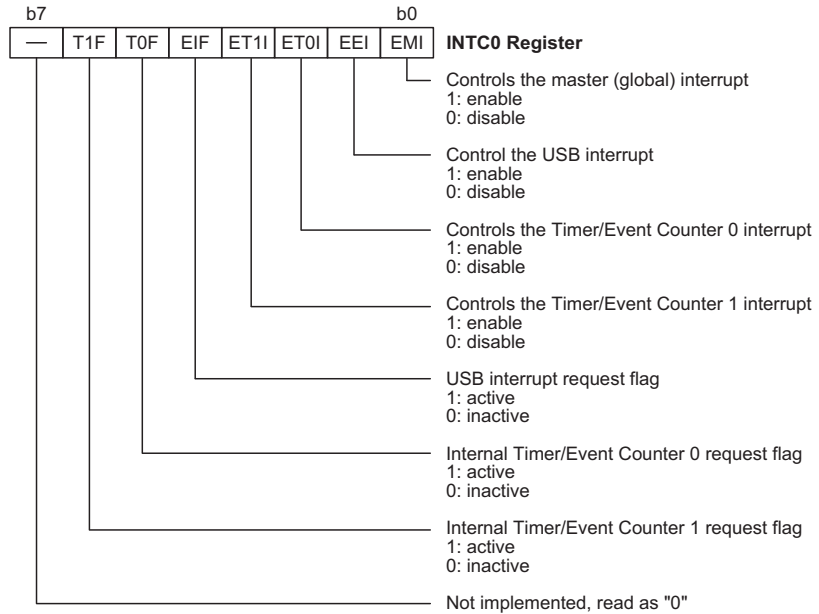 b7 b0
— T1F T0F EIF ET1I ET0I EEI EMI INTC0 Register
Controls the master (global) interrupt
1: enable
0: disable
Control the USB interrupt
1: enable
0: disable
Controls the Timer/Event Counter 0 interrupt
1: enable
0: disable
Controls the Timer/Event Counter 1 interrupt
1: enable
0: disable
USB interrupt request flag
1: active
0: inactive
Internal Timer/Event Counter 0 request flag
1: active
0: inactive
Internal Timer/Event Counter 1 request flag
1: active
0: inactive
Not implemented, read as "0"